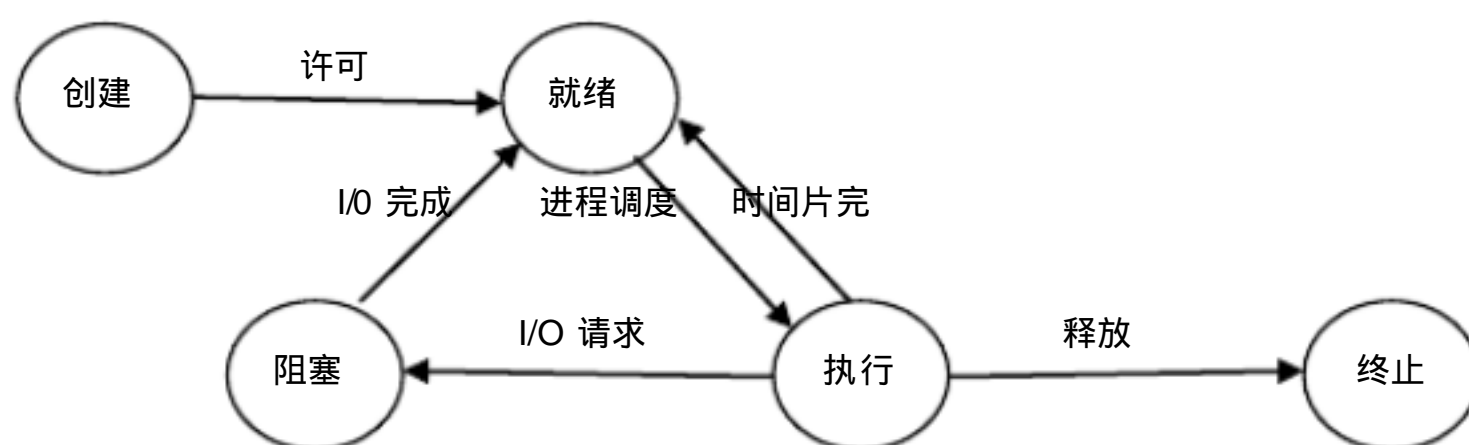 许可
创建
就绪
I/0 完成
进程调度
时间片完
I/O 请求
释放
阻塞
执行
终止